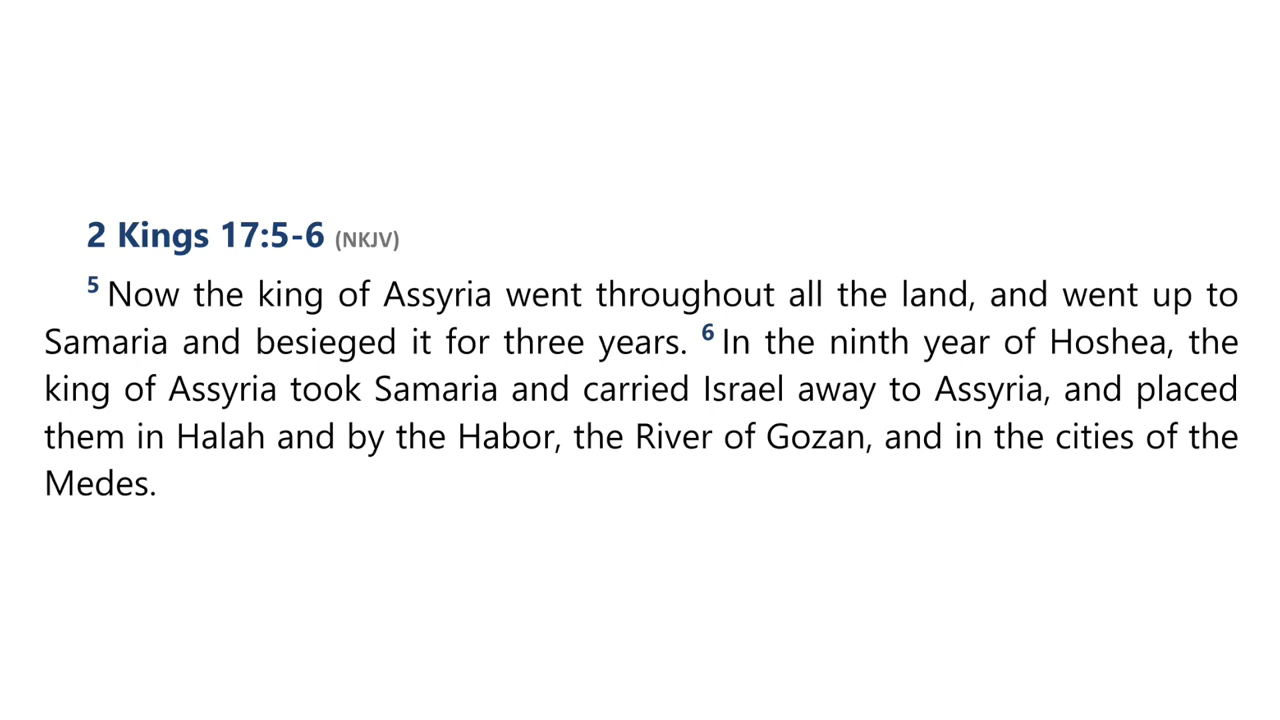 2 Kings 17:5-6 (NKJV)
5 Now the king of Assyria went throughout all the land, and went up to
Samaria and besieged it for three years. 6 In the ninth year of Hoshea, the
king of Assyria took Samaria and carried Israel away to Assyria, and placed
them in Halah and by the Habor, the River of Gozan, and in the cities of the
Medes.